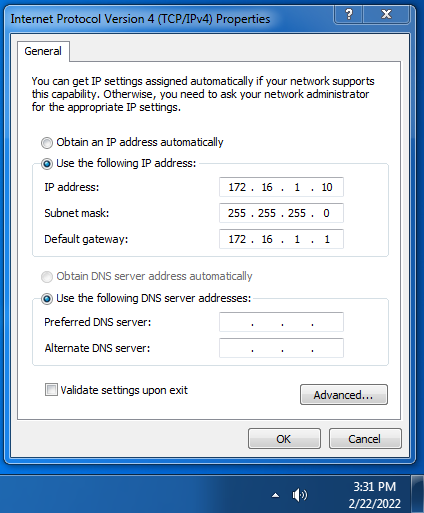 Internet Protocol Version 4 (TCP/IPv4) Properties
General
You can get IP settings assigned automatically if your network supports
this capability. Otherwise, you need to ask your network administrator
for the appropriate IP settings.
Obtain an IP address automatically
Use the following IP address:
IP address: 172 . 16 . 1 . 10
Subnet mask: 255 . 255 . 255 . 0
Default gateway: 172 . 16 . 1 . 1
Obtain DNS server address automatically
Use the following DNS server addresses:
Preferred DNS server: . . .
Alternate DNS server: . . .
Validate settings upon exit
Advanced...
OK Cancel
3:31 PM
2/22/2022